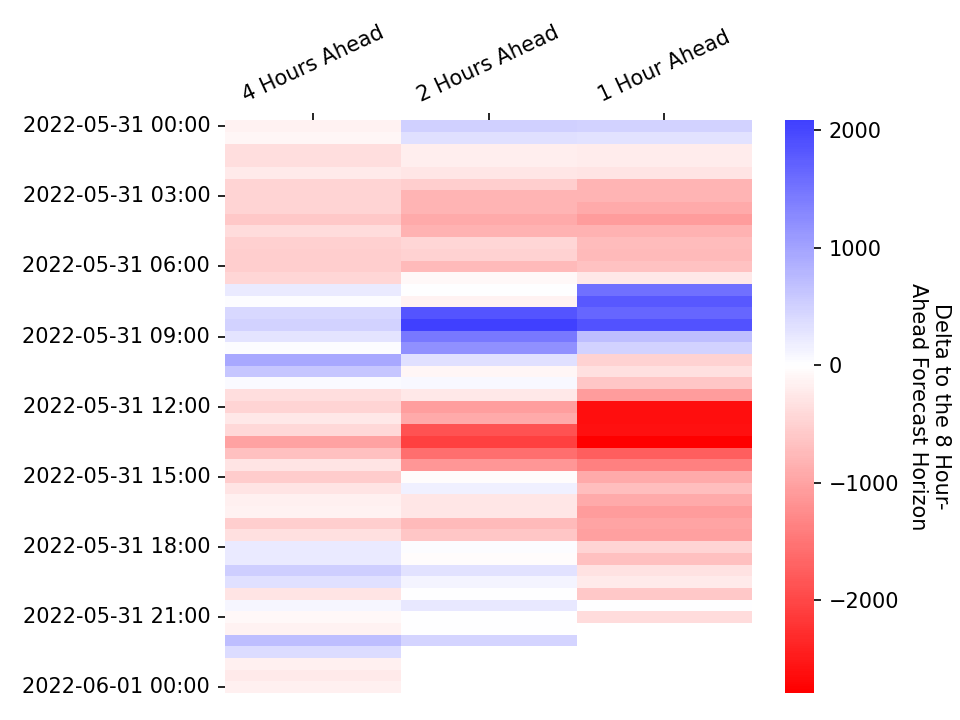 4 Hours Ahead
2 Hours Ahead
1 Hour Ahead
2022-05-31 00:00
2022-05-31 03:00
2022-05-31 06:00
2022-05-31 09:00
2022-05-31 12:00
2022-05-31 15:00
2022-05-31 18:00
2022-05-31 21:00
2022-06-01 00:00
2000
1000
0
−1000
−2000
Delta to the 8 Hour-
Ahead Forecast Horizon